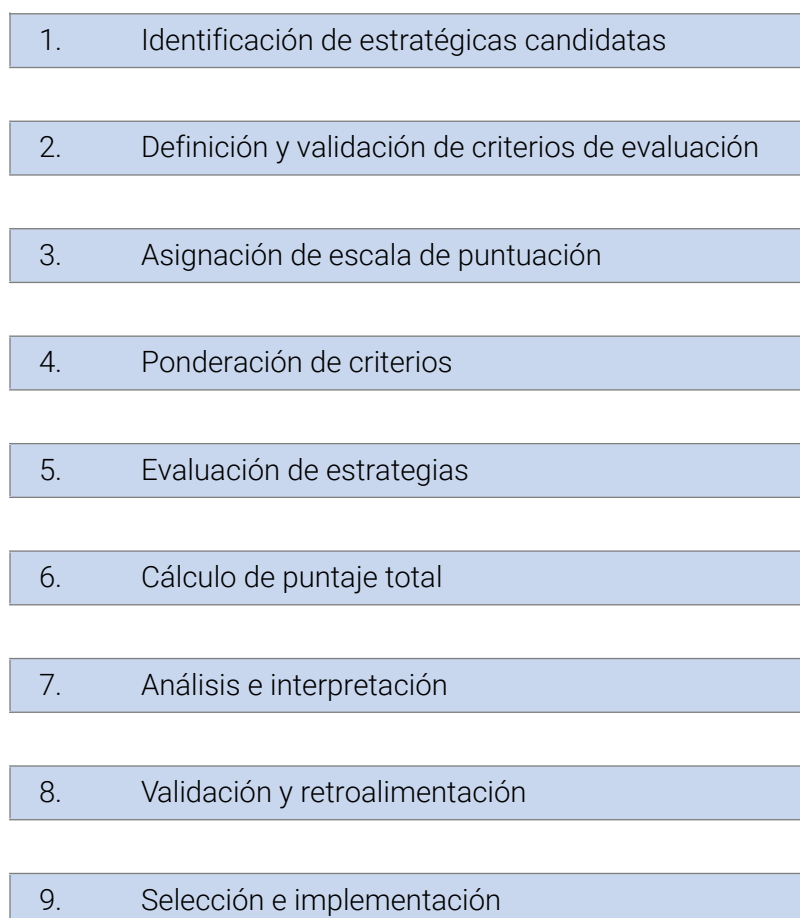 1. Identificación de estratégicas candidatas
2. Definición y validación de criterios de evaluación
3. Asignación de escala de puntuación
4. Ponderación de criterios
5. Evaluación de estrategias
6. Cálculo de puntaje total
7. Análisis e interpretación
8. Validación y retroalimentación
9. Selección e implementación